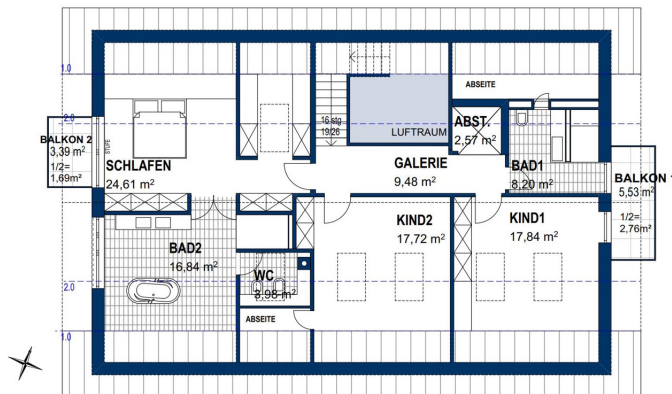 1.0
ABSEITE
2.0
16 stg
19/26
LUFTRAUM
ABST.
2,57 m²
BALKON 2
3,39 m²
1/2=
1,69m²
STUFE
SCHLAFEN
24,61 m²
GALERIE
9,48 m²
BAD1
8,20 m²
BALKON 1
5,53 m²
1/2=
2,76m²
KIND2
17,72 m²
KIND1
17,84 m²
BAD2
16,84 m²
WC
3,98 m²
2.0
ABSEITE
ABSEITE
1.0